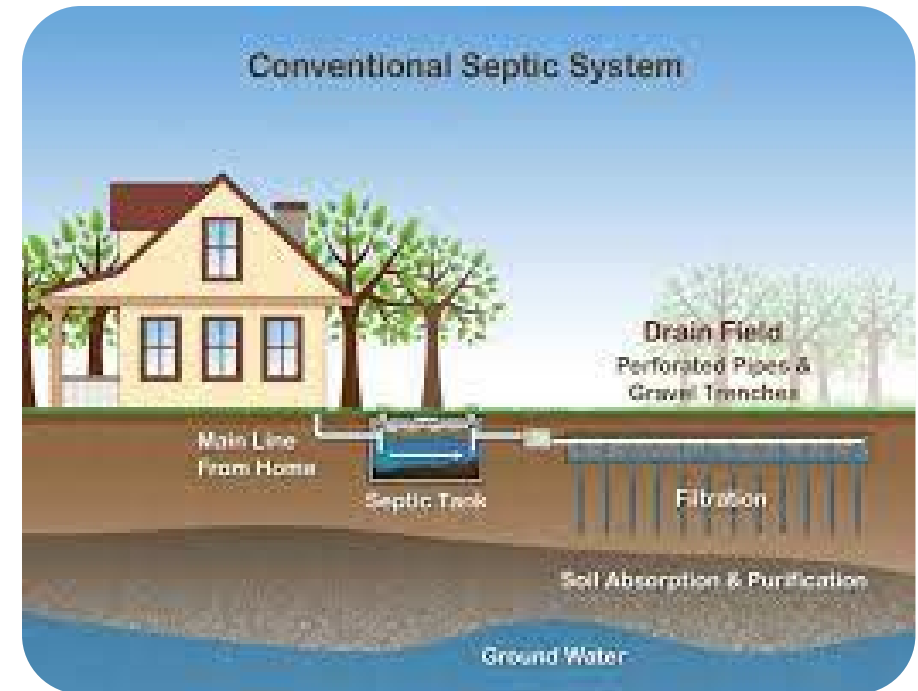 Conventional Septic System
Drain Field
Perforated Pipes &
Gravel Trenches
Main Line
From Home
Septic Tank
Filtration
Soil Absorption & Purification
Ground Water